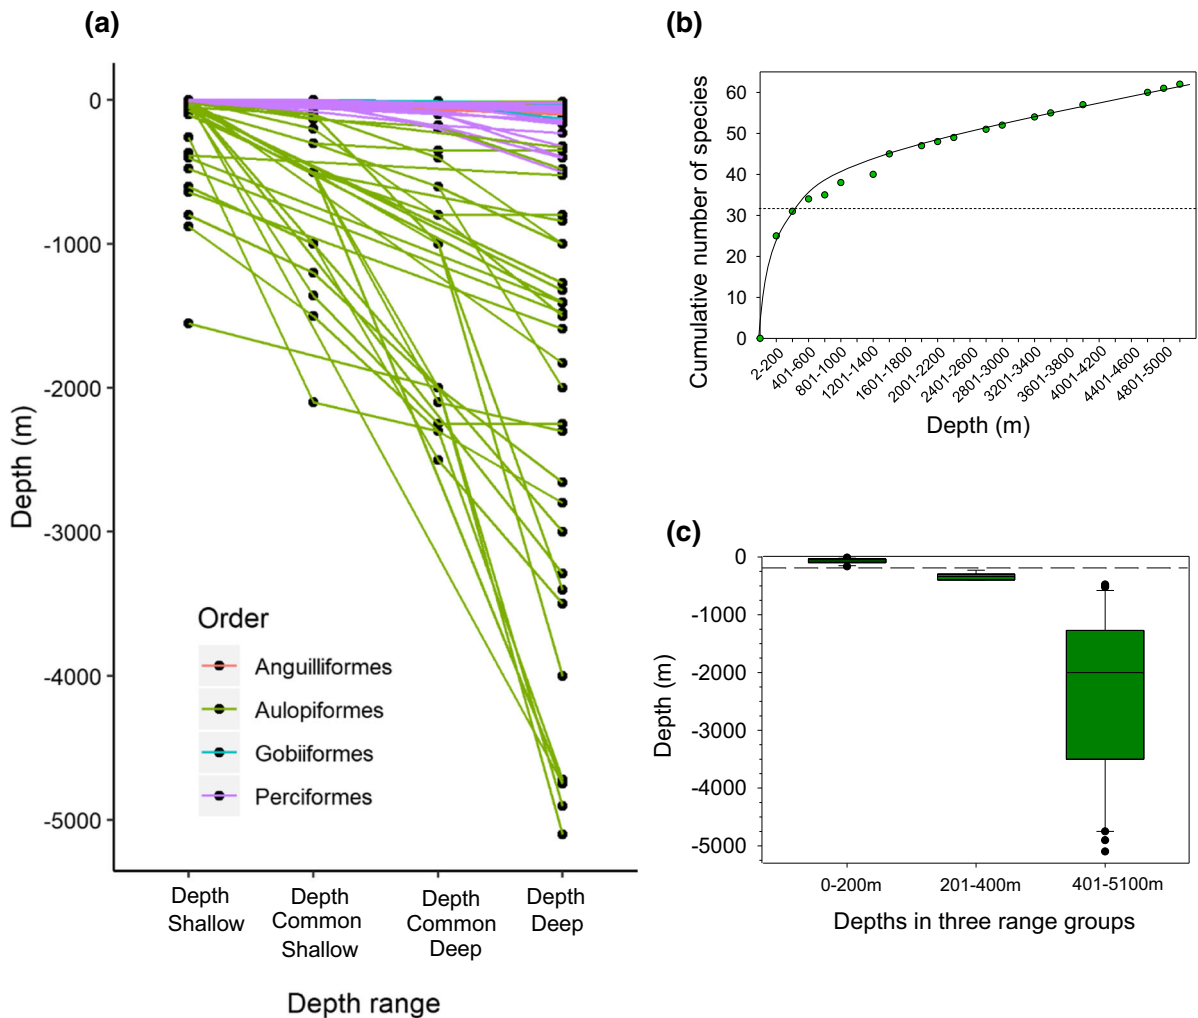 (a)
0
-1000
-2000
-3000
-4000
-5000
Depth (m)
Order
Anguilliformes
Aulopiformes
Gobiiformes
Perciformes
Depth
Shallow
Depth
Common
Shallow
Depth
Common
Deep
Depth
Deep
Depth range
(b)
60
50
40
30
20
10
0
Cumulative number of species
2-200
401-600
801-1000
1201-1400
1601-1800
2001-2200
2401-2600
2801-3000
3201-3400
3601-3800
4001-4200
4401-4600
4801-5000
Depth (m)
(c)
0
-1000
-2000
-3000
-4000
-5000
Depth (m)
0-200m
201-400m
401-5100m
Depths in three range groups